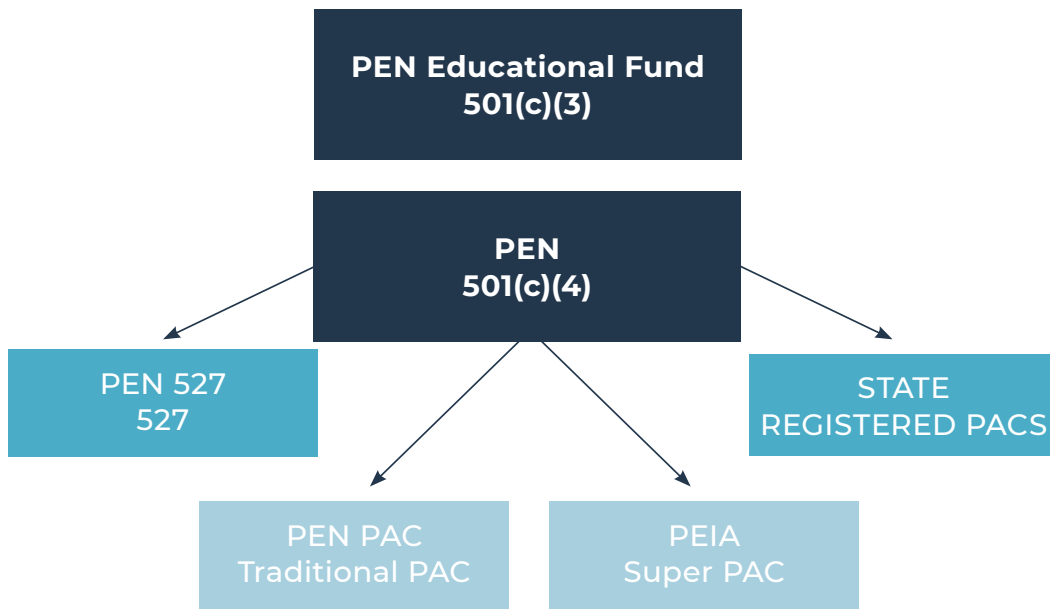 PEN Educational Fund
501(c)(3)
PEN
501(c)(4)
PEN 527
527
STATE
REGISTERED PACS
PEN PAC
Traditional PAC
PEIA
Super PAC